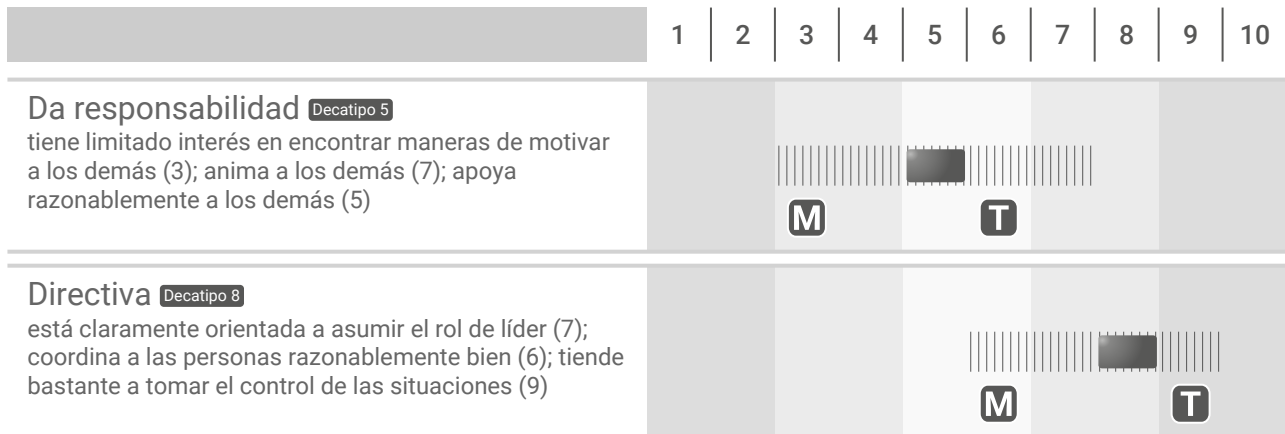 1 2 3 4 5 6 7 8 9 10
Da responsabilidad Decatipo 5
tiene limitado interés en encontrar maneras de motivar
a los demás (3); anima a los demás (7); apoya
razonablemente a los demás (5)
M T
Directiva Decatipo 8
está claramente orientada a asumir el rol de líder (7);
coordina a las personas razonablemente bien (6); tiende
bastante a tomar el control de las situaciones (9)
M T